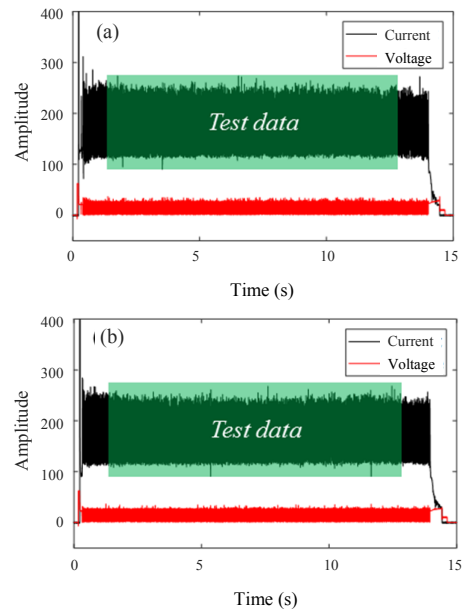 (a)
Current
Voltage
400
300
200
100
0
Amplitude
Test data
0 5 10 15
Time (s)
(b)
Current
Voltage
400
300
200
100
0
Amplitude
Test data
0 5 10 15
Time (s)